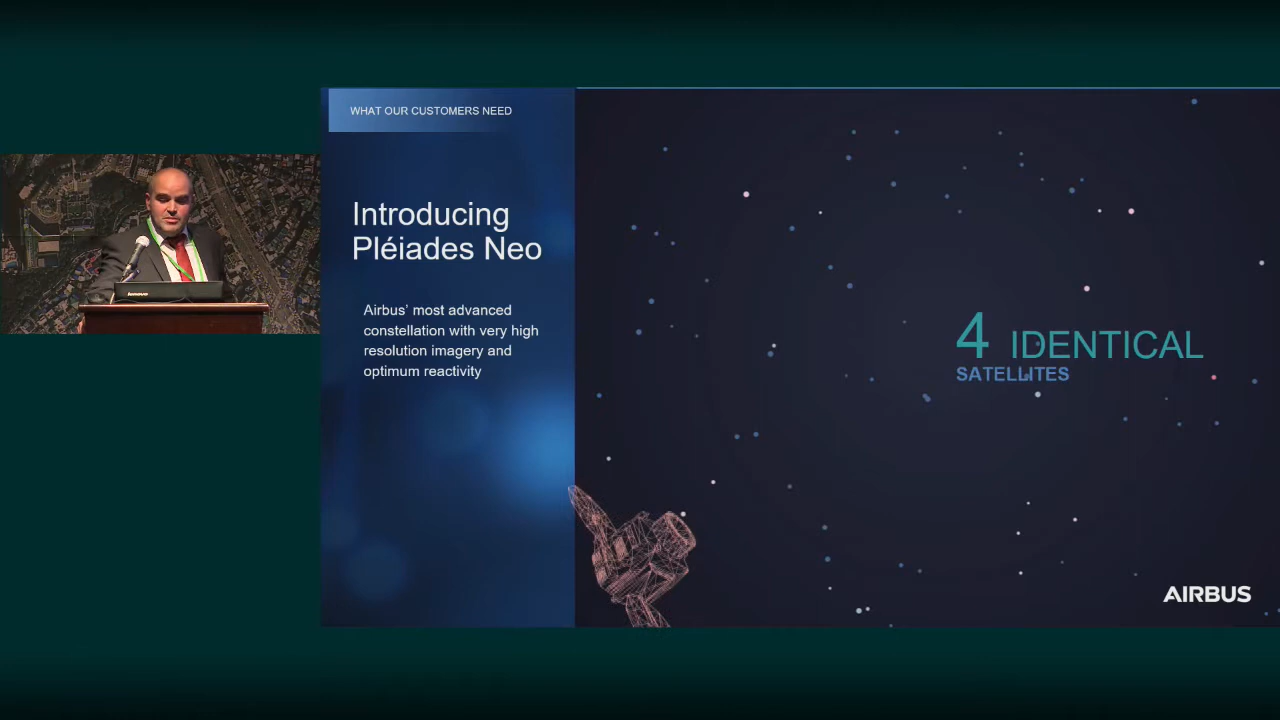 WHAT OUR CUSTOMERS NEED
Introducing
Pléiades Neo
Airbus' most advanced
constellation with very high
resolution imagery and
optimum reactivity
4 IDENTICAL
SATELLITES
AIRBUS
lenovo